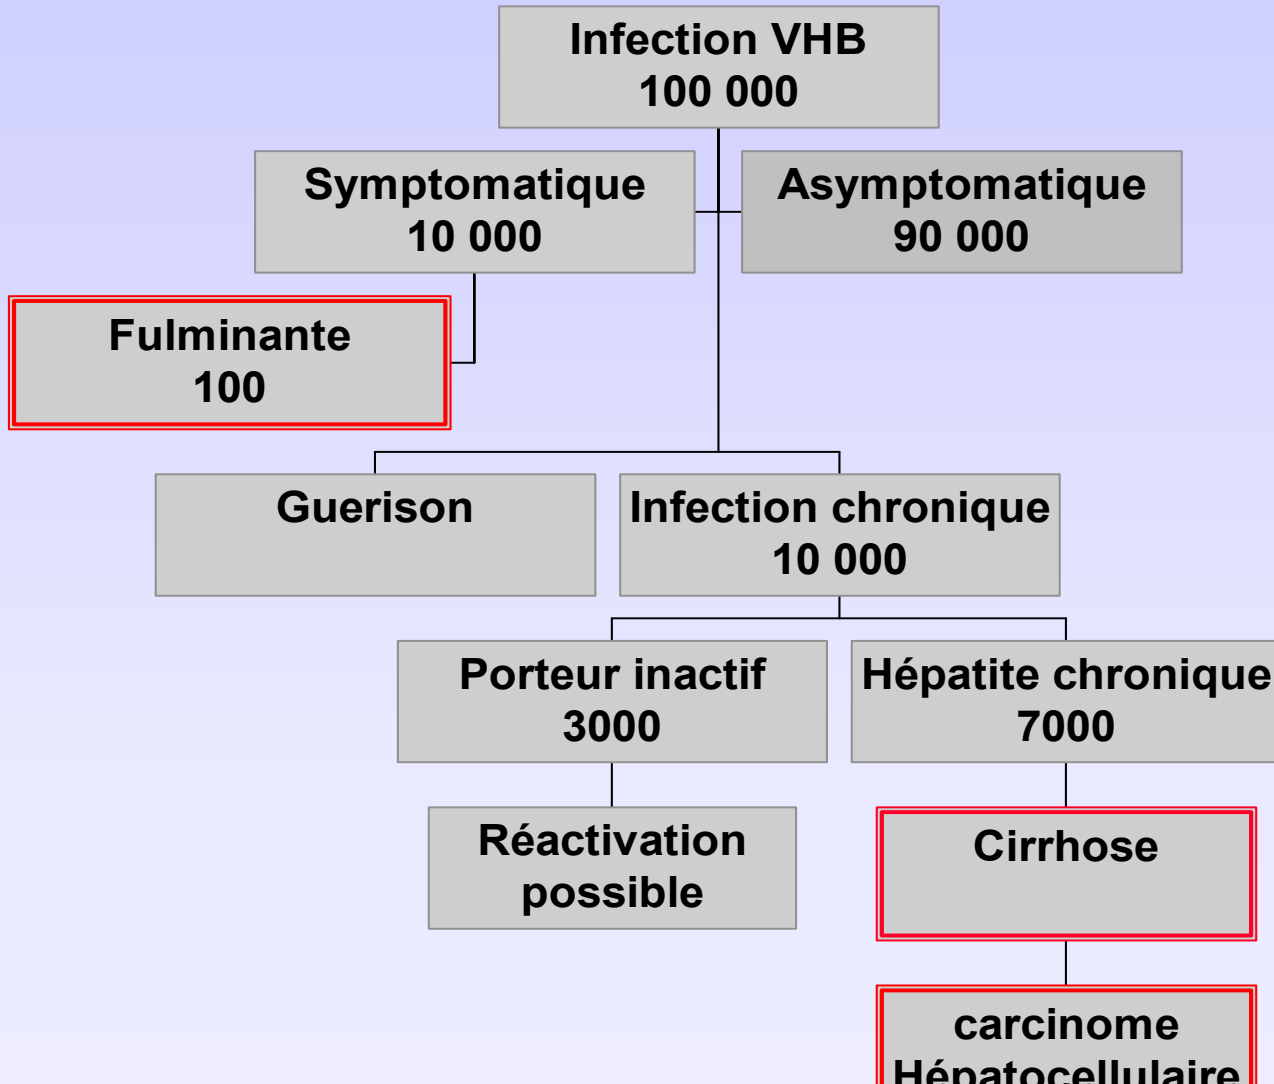 Infection VHB
100 000
Symptomatique
10 000
Asymptomatique
90 000
Fulminante
100
Guerison
Infection chronique
10 000
Porteur inactif
3000
Hépatite chronique
7000
Réactivation
possible
Cirrhose
carcinome
Hépatocellulaire